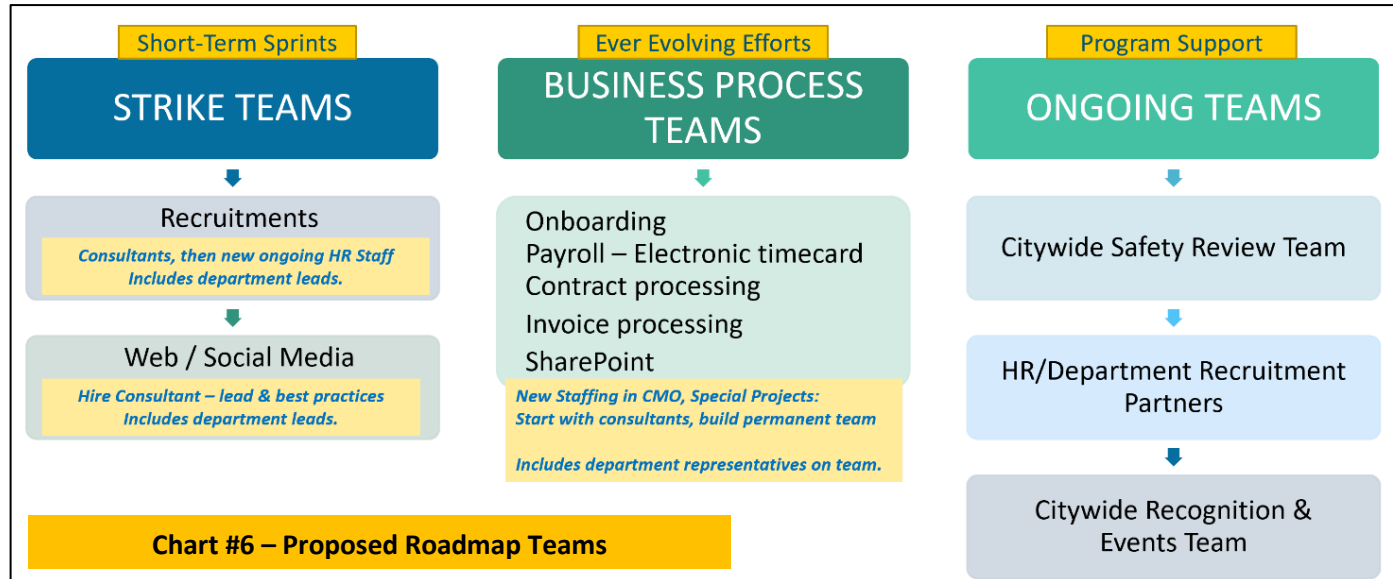 Short-Term Sprints
STRIKE TEAMS
Recruitments
Consultants, then new ongoing HR Staff
Includes department leads.
Web / Social Media
Hire Consultant – lead & best practices
Includes department leads.
Ever Evolving Efforts
BUSINESS PROCESS
TEAMS
Onboarding
Payroll – Electronic timecard
Contract processing
Invoice processing
SharePoint
New Staffing in CMO, Special Projects:
Start with consultants, build permanent team
Includes department representatives on team.
Program Support
ONGOING TEAMS
Citywide Safety Review Team
HR/Department Recruitment
Partners
Citywide Recognition &
Events Team
Chart #6 – Proposed Roadmap Teams